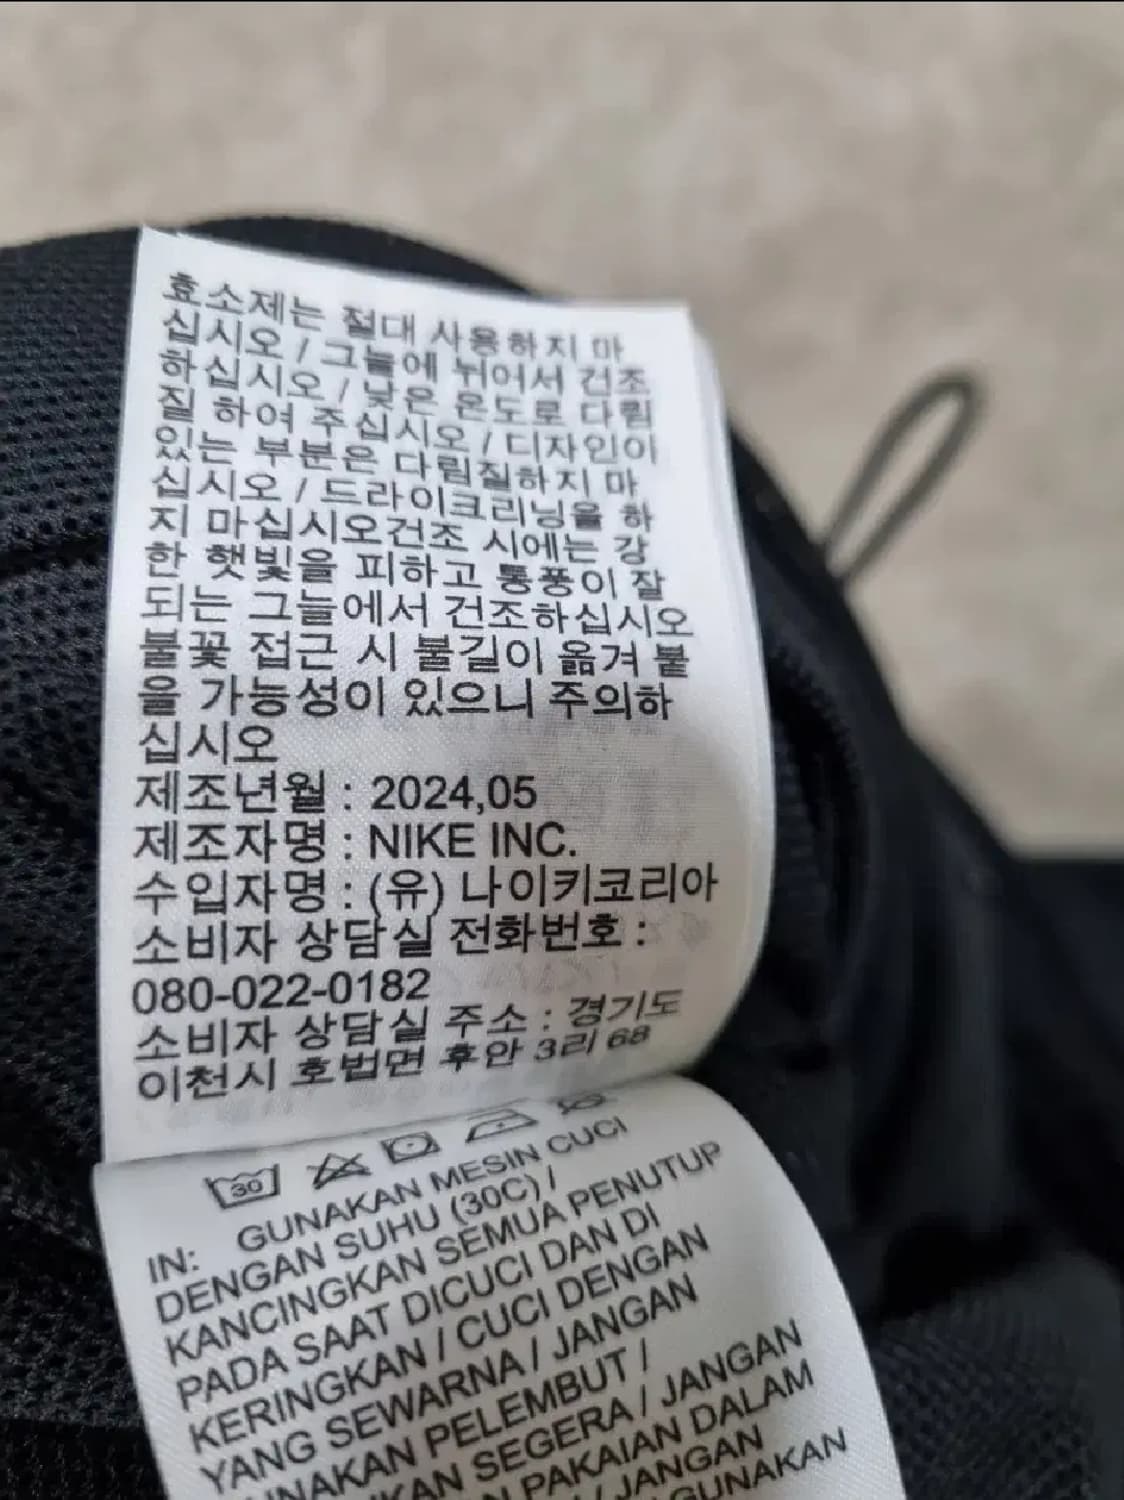 효소제는 절대 사용하지 마
십시오 / 그늘에 뉘어서 건조
하십시오 / 낮은 온도로 다림
질 하여 주십시오 / 디자인이
있는 부분은 다림질하지 마
십시오 / 드라이크리닝을 하
지 마십시오건조 시에는 강
한 햇빛을 피하고 통풍이 잘
되는 그늘에서 건조하십시오
불꽃 접근 시 불길이 옮겨 붙
을 가능성이 있으니 주의하
십시오
제조년월 : 2024,05
제조자명 : NIKE INC.
수입자명 : (유) 나이키코리아
소비자 상담실 전화번호 :
080-022-0182
소비자 상담실 주소 : 경기도
이천시 호법면 후안 3리 68
30
IN: GUNAKAN MESIN CUCI
DENGAN SUHU (30C) /
KANCINGKAN SEMUA PENUTUP
PADA SAAT DICUCI DAN DI
KERINGKAN / CUCI DENGAN
YANG SEWARNA / JANGAN
PELEMBUT /
SEGERA / JANGAN
PAKAIAN DALAM
/ JANGAN
GUNAKAN